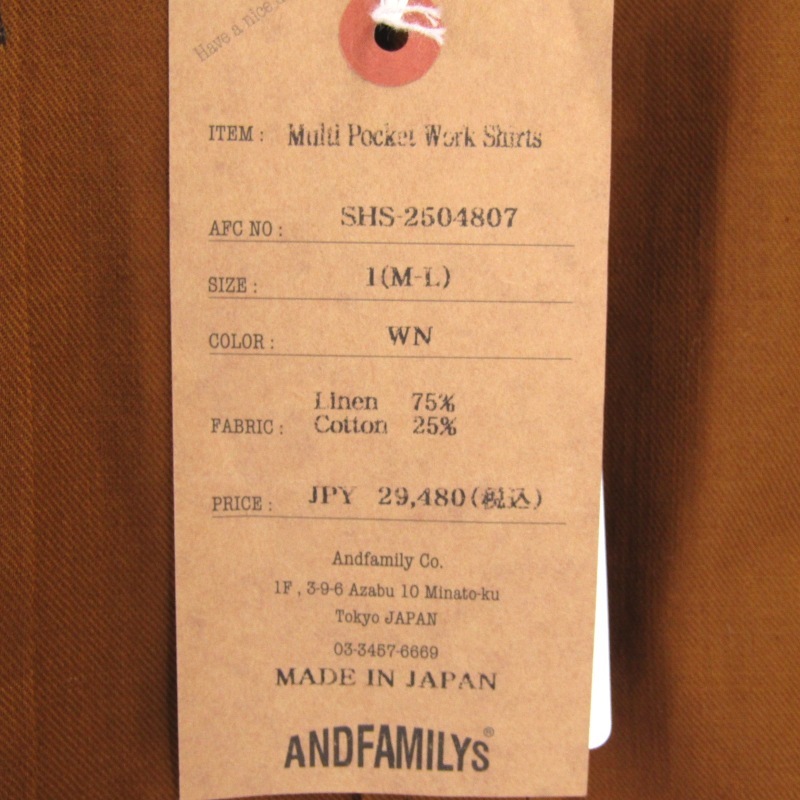 Have a nice
ITEM : Multi Pocket Work Shirts
AFC NO : SHS-2504807
SIZE : 1(M-L)
COLOR : WN
Linen 75%
FABRIC : Cotton 25%
PRICE : JPY 29,480(税込)
Andfamily Co.
1F , 3-9-6 Azabu 10 Minato-ku
Tokyo JAPAN
03-3457-6669
MADE IN JAPAN
ANDFAMILYS®